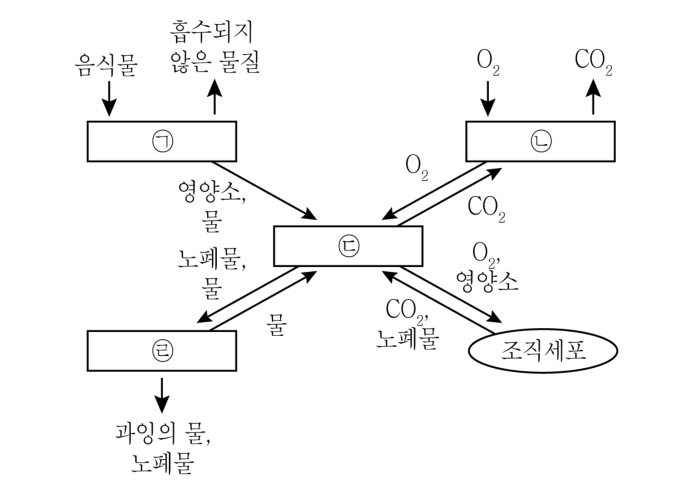 음식물
흡수되지
않은 물질
O₂
CO₂
㉠
㉡
영양소,
물
O₂
CO₂
㉢
노폐물,
물
물
O₂,
영양소
CO₂,
노폐물
㉣
조직세포
과잉의 물,
노폐물